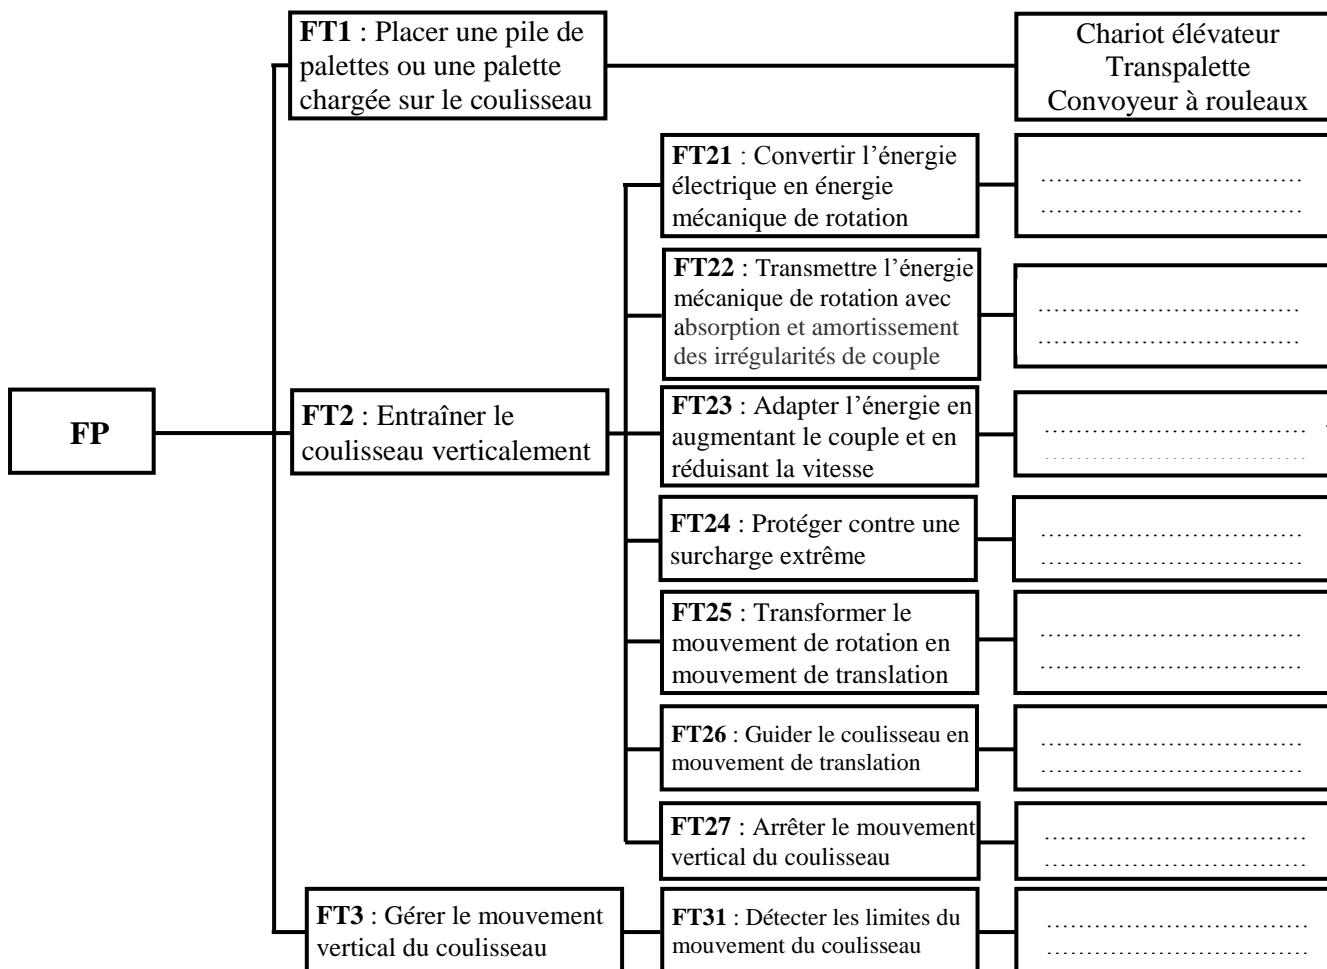 FT1 : Placer une pile de
palettes ou une palette
chargée sur le coulisseau
Chariot élévateur
Transpalette
Convoyeur à rouleaux
FT21 : Convertir l’énergie
électrique en énergie
mécanique de rotation
................................
................................
FT22 : Transmettre l’énergie
mécanique de rotation avec
absorption et amortissement
des irrégularités de couple
................................
................................
FP
FT2 : Entraîner le
coulisseau verticalement
FT23 : Adapter l’énergie en
augmentant le couple et en
réduisant la vitesse
................................
................................
FT24 : Protéger contre une
surcharge extrême
................................
................................
FT25 : Transformer le
mouvement de rotation en
mouvement de translation
................................
................................
FT26 : Guider le coulisseau en
mouvement de translation
................................
................................
FT27 : Arrêter le mouvement
vertical du coulisseau
................................
................................
FT3 : Gérer le mouvement
vertical du coulisseau
FT31 : Détecter les limites du
mouvement du coulisseau
................................
................................